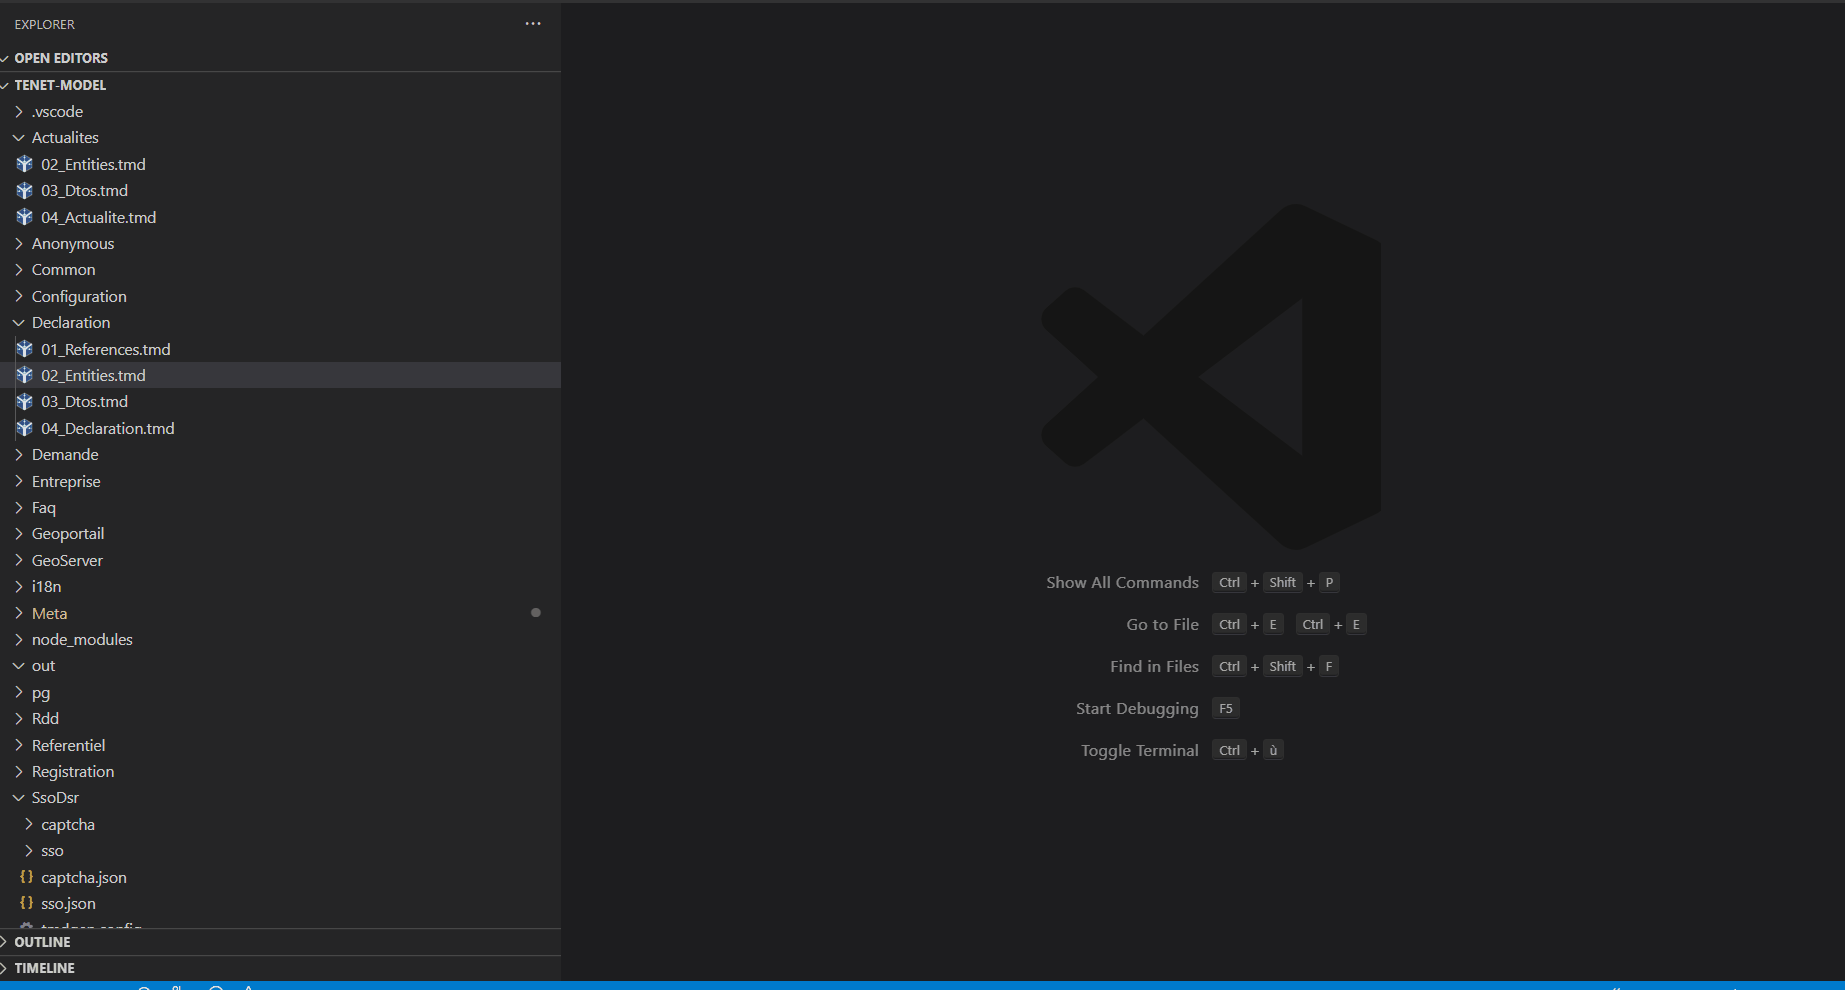 EXPLORER
OPEN EDITORS
TENET-MODEL
.vscode
Actualites
02_Entities.tmd
03_Dtos.tmd
04_Actualite.tmd
Anonymous
Common
Configuration
Declaration
01_References.tmd
02_Entities.tmd
03_Dtos.tmd
04_Declaration.tmd
Demande
Entreprise
Faq
Geoportail
GeoServer
i18n
Meta
node_modules
out
pg
Rdd
Referentiel
Registration
SsoDsr
captcha
sso
captcha.json
sso.json
OUTLINE
TIMELINE
Show All Commands Ctrl + Shift + P
Go to File Ctrl + E Ctrl + E
Find in Files Ctrl + Shift + F
Start Debugging F5
Toggle Terminal Ctrl + ù